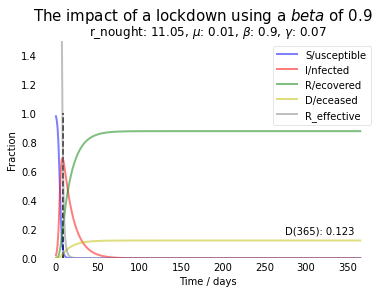 The impact of a lockdown using a beta of 0.9
r_nought: 11.05, μ: 0.01, β: 0.9, γ: 0.07
S/usceptible
I/nfected
R/ecovered
D/eceased
R_effective
1.4
1.2
1.0
0.8
0.6
0.4
0.2
0.0
Fraction
D(365): 0.123
0 50 100 150 200 250 300 350
Time / days